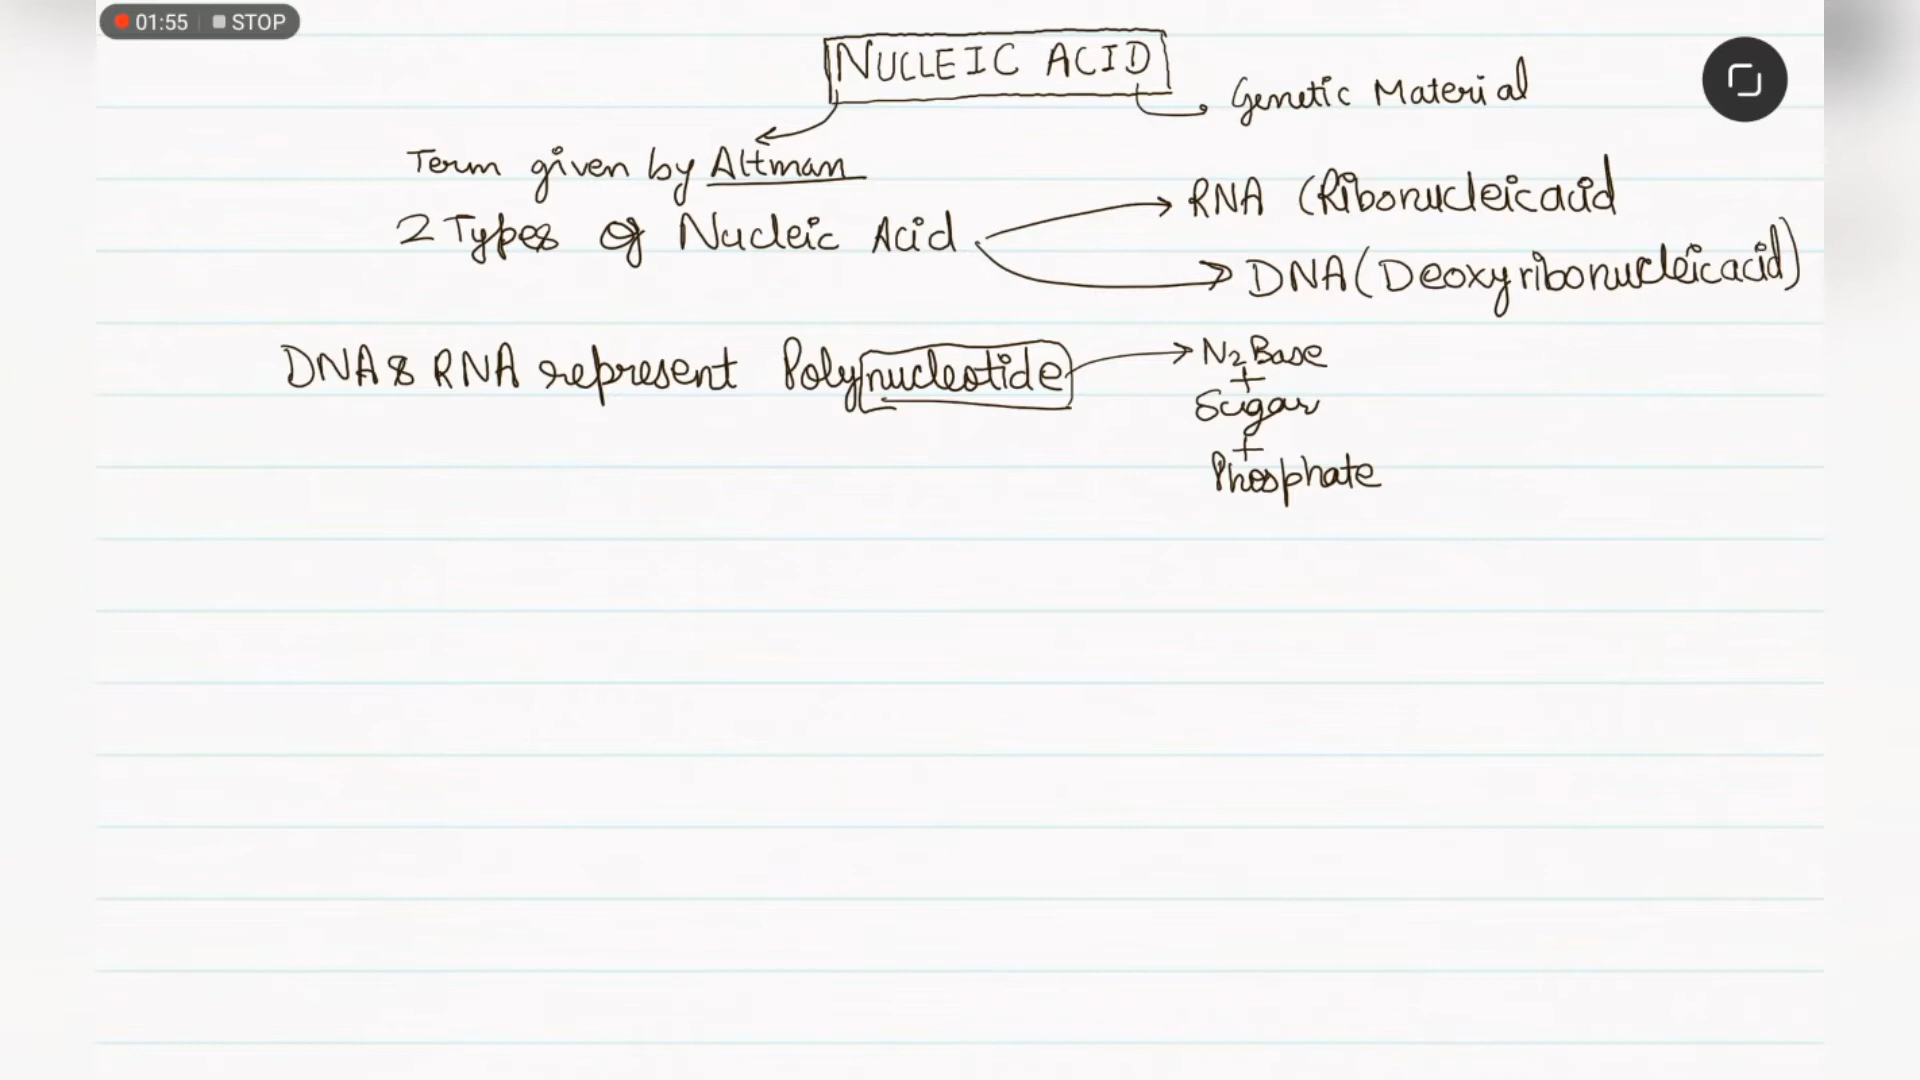 01:55 STOP
NUCLEIC ACID
Genetic Material
Term given by Altman
2 Types of Nucleic Acid
RNA (Ribonucleicacid
DNA (Deoxyribonucleicacid)
DNA & RNA represent Polynucleotide
N2 Base
+
Sugar
+
Phosphate